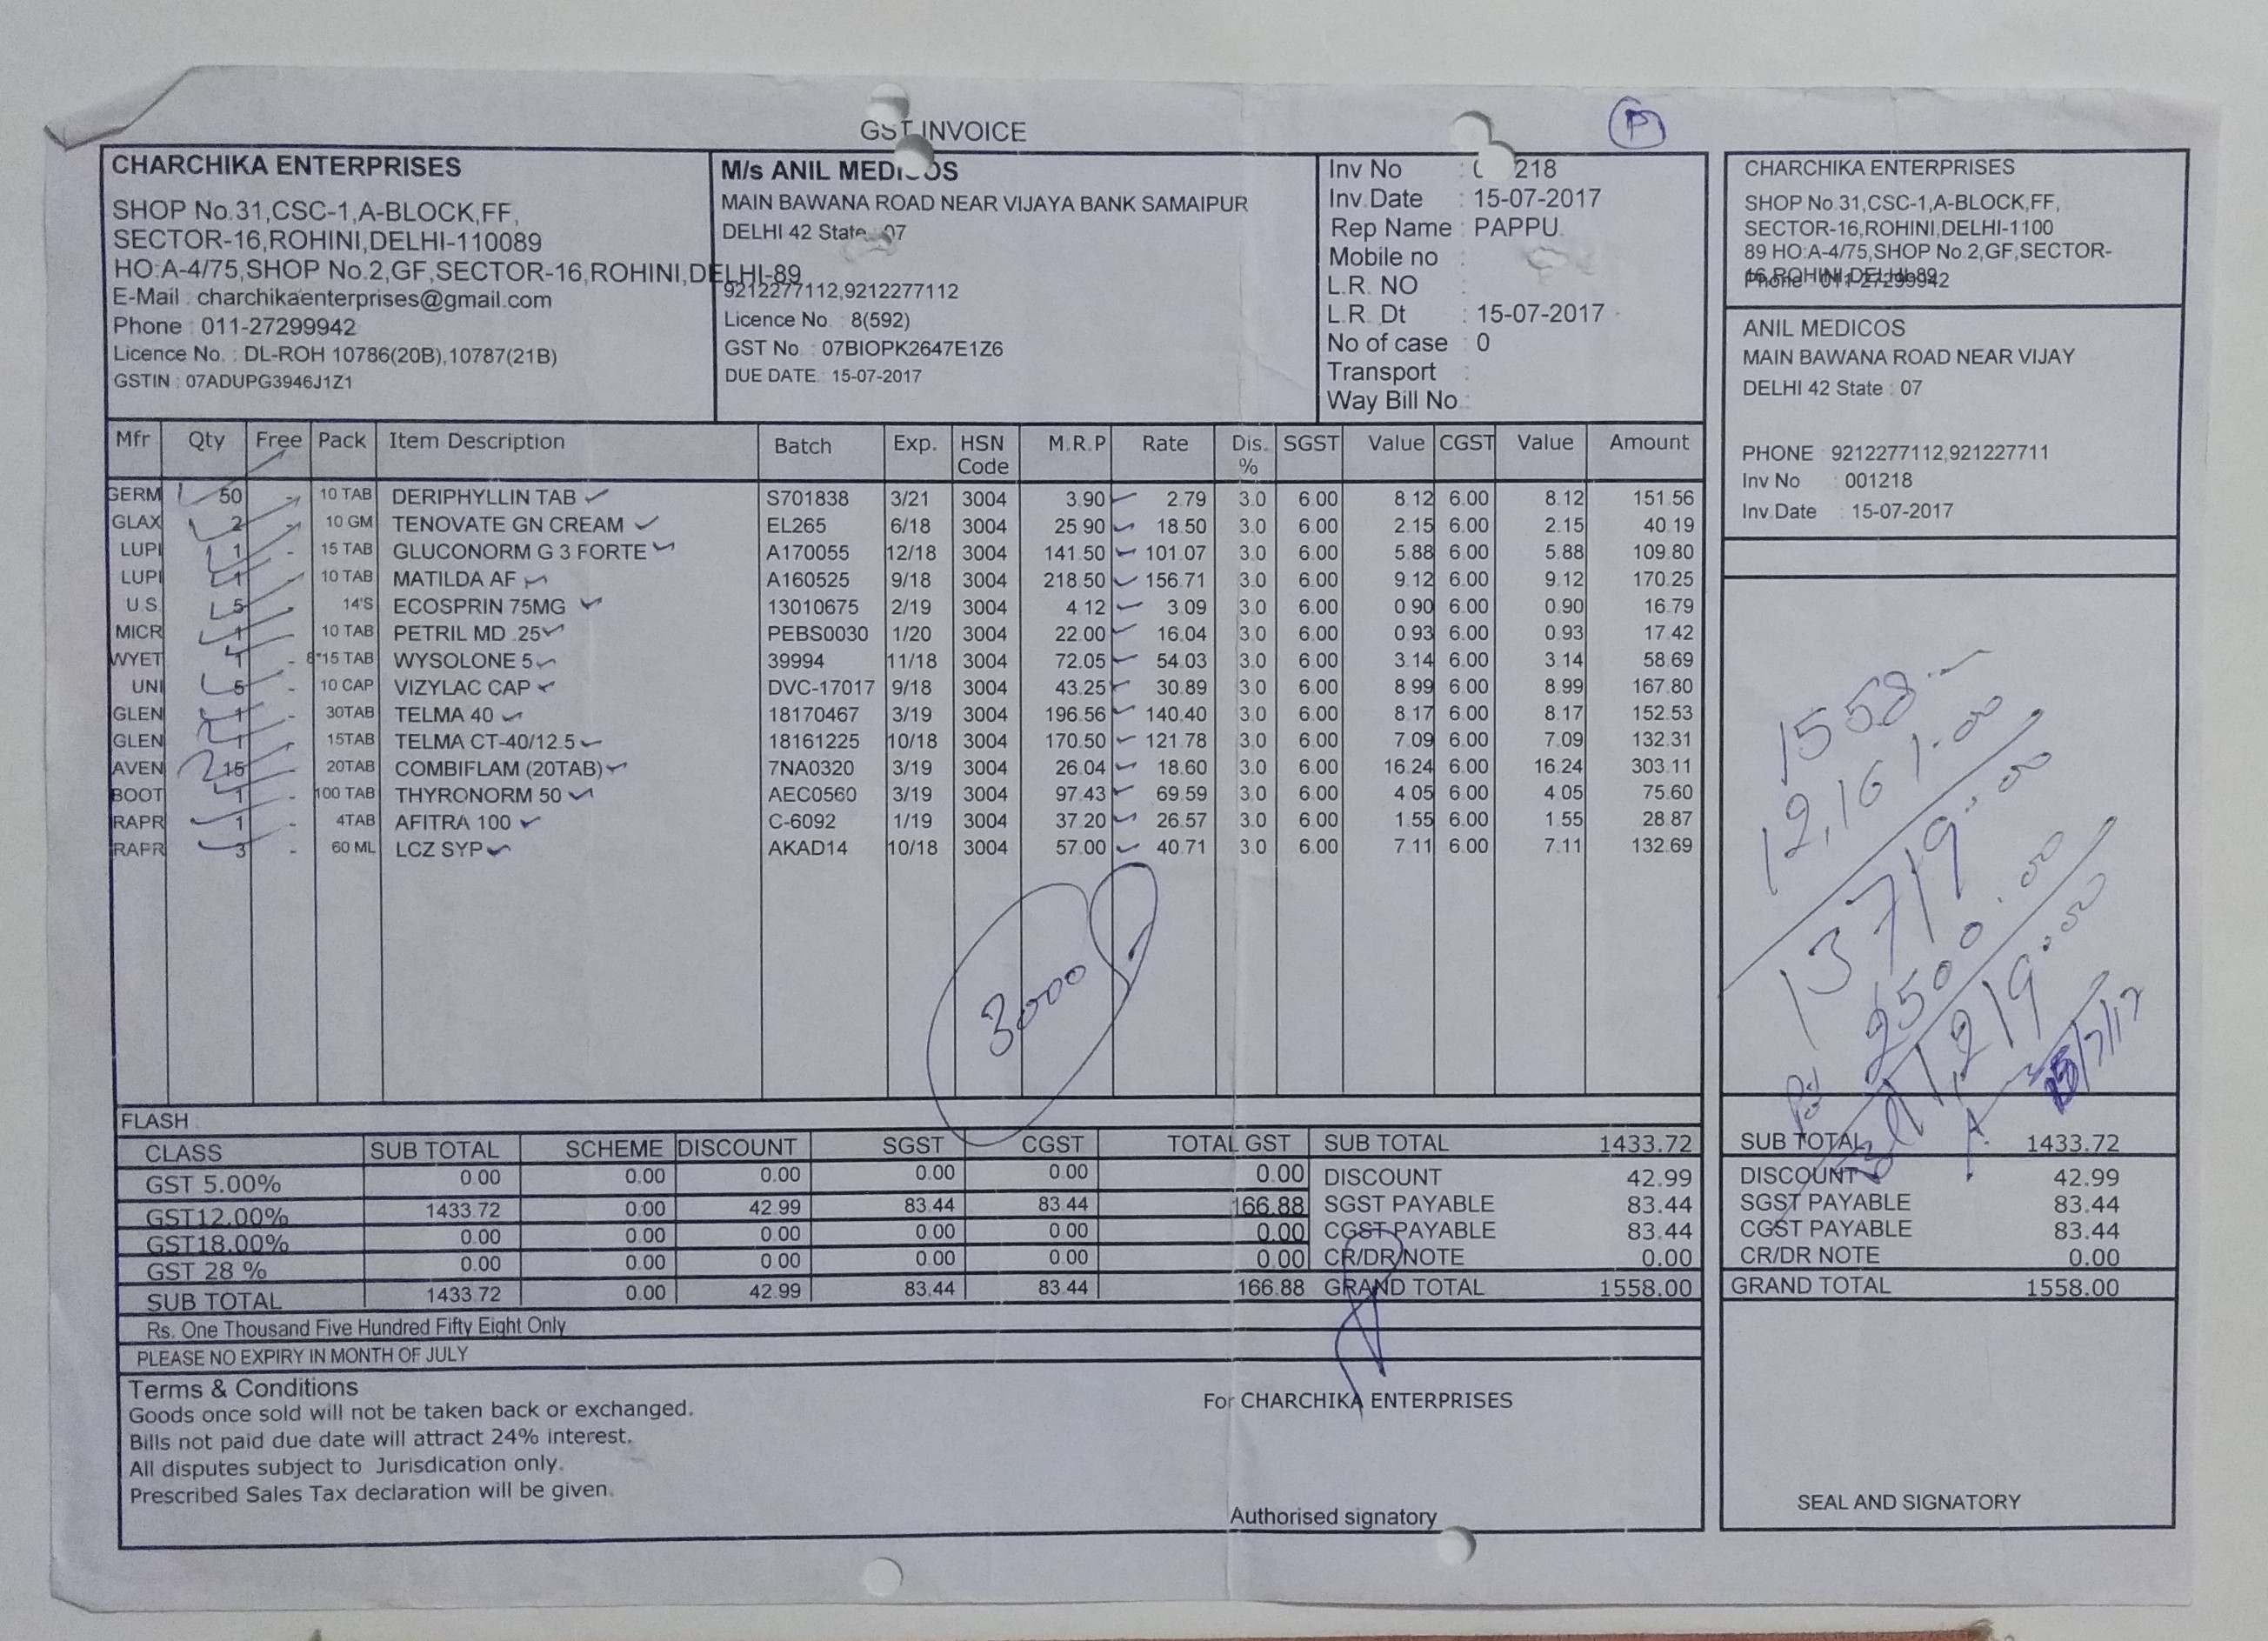 GST INVOICE
P
CHARCHIKA ENTERPRISES
SHOP No.31,CSC-1,A-BLOCK,FF,
SECTOR-16,ROHINI,DELHI-110089
HO:A-4/75,SHOP No.2,GF,SECTOR-16,ROHINI,DELHI-89
E-Mail : charchikaenterprises@gmail.com
Phone : 011-27299942
Licence No. : DL-ROH 10786(20B),10787(21B)
GSTIN : 07ADUPG3946J1Z1
M/s ANIL MEDICOS
MAIN BAWANA ROAD NEAR VIJAYA BANK SAMAIPUR
DELHI 42 State 07
9212277112,9212277112
Licence No : 8(592)
GST No : 07BIOPK2647E1Z6
DUE DATE : 15-07-2017
Inv No : 218
Inv.Date : 15-07-2017
Rep Name : PAPPU
Mobile no :
L.R. NO :
L.R. Dt : 15-07-2017
No of case : 0
Transport :
Way Bill No :
CHARCHIKA ENTERPRISES
SHOP No.31,CSC-1,A-BLOCK,FF,
SECTOR-16,ROHINI,DELHI-1100
89 HO:A-4/75,SHOP No.2,GF,SECTOR-
16,ROHINI,DELHI-89
Phone : 011-27299942
ANIL MEDICOS
MAIN BAWANA ROAD NEAR VIJAY
DELHI 42 State : 07
PHONE : 9212277112,921227711
Inv No : 001218
Inv.Date : 15-07-2017
Mfr Qty Free Pack Item Description Batch Exp. HSN Code M.R.P Rate Dis. % SGST Value CGST Value Amount
GERM 50 - 10 TAB DERIPHYLLIN TAB S701838 3/21 3004 3.90 2.79 3.0 6.00 8.12 6.00 8.12 151.56
GLAX 2 - 10 GM TENOVATE GN CREAM EL265 6/18 3004 25.90 18.50 3.0 6.00 2.15 6.00 2.15 40.19
LUPI 1 - 15 TAB GLUCONORM G 3 FORTE A170055 12/18 3004 141.50 101.07 3.0 6.00 5.88 6.00 5.88 109.80
LUPI 1 - 10 TAB MATILDA AF A160525 9/18 3004 218.50 156.71 3.0 6.00 9.12 6.00 9.12 170.25
U.S. 5 - 14'S ECOSPRIN 75MG 13010675 2/19 3004 4.12 3.09 3.0 6.00 0.90 6.00 0.90 16.79
MICR 1 - 10 TAB PETRIL MD .25 PEBS0030 1/20 3004 22.00 16.04 3.0 6.00 0.93 6.00 0.93 17.42
WYET 1 - 8*15 TAB WYSOLONE 5 39994 11/18 3004 72.05 54.03 3.0 6.00 3.14 6.00 3.14 58.69
UNI 5 - 10 CAP VIZYLAC CAP DVC-17017 9/18 3004 43.25 30.89 3.0 6.00 8.99 6.00 8.99 167.80
GLEN 1 - 30TAB TELMA 40 18170467 3/19 3004 196.56 140.40 3.0 6.00 8.17 6.00 8.17 152.53
GLEN 1 - 15TAB TELMA CT-40/12.5 18161225 10/18 3004 170.50 121.78 3.0 6.00 7.09 6.00 7.09 132.31
AVEN 15 - 20TAB COMBIFLAM (20TAB) 7NA0320 3/19 3004 26.04 18.60 3.0 6.00 16.24 6.00 16.24 303.11
BOOT 1 - 100 TAB THYRONORM 50 AEC0560 3/19 3004 97.43 69.59 3.0 6.00 4.05 6.00 4.05 75.60
RAPR 1 - 4TAB AFITRA 100 C-6092 1/19 3004 37.20 26.57 3.0 6.00 1.55 6.00 1.55 28.87
RAPR 3 - 60 ML LCZ SYP AKAD14 10/18 3004 57.00 40.71 3.0 6.00 7.11 6.00 7.11 132.69
3000
1558-
12,161.00
13719.00
2500.00
11,219.00
15/7/17
FLASH
CLASS SUB TOTAL SCHEME DISCOUNT SGST CGST TOTAL GST
GST 5.00% 0.00 0.00 0.00 0.00 0.00 0.00
GST12.00% 1433.72 0.00 42.99 83.44 83.44 166.88
GST18.00% 0.00 0.00 0.00 0.00 0.00 0.00
GST 28 % 0.00 0.00 0.00 0.00 0.00 0.00
SUB TOTAL 1433.72 0.00 42.99 83.44 83.44 166.88
SUB TOTAL 1433.72
DISCOUNT 42.99
SGST PAYABLE 83.44
CGST PAYABLE 83.44
CR/DR NOTE 0.00
GRAND TOTAL 1558.00
SUB TOTAL 1433.72
DISCOUNT 42.99
SGST PAYABLE 83.44
CGST PAYABLE 83.44
CR/DR NOTE 0.00
GRAND TOTAL 1558.00
Rs. One Thousand Five Hundred Fifty Eight Only
PLEASE NO EXPIRY IN MONTH OF JULY
Terms & Conditions
Goods once sold will not be taken back or exchanged.
Bills not paid due date will attract 24% interest.
All disputes subject to Jurisdication only.
Prescribed Sales Tax declaration will be given.
For CHARCHIKA ENTERPRISES
Authorised signatory
SEAL AND SIGNATORY